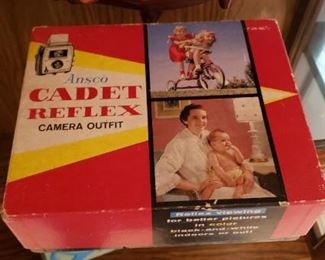 Ansco
CADET
REFLEX
CAMERA OUTFIT
Reflex viewing
for better pictures
in color
black-and-white
indoors or out!